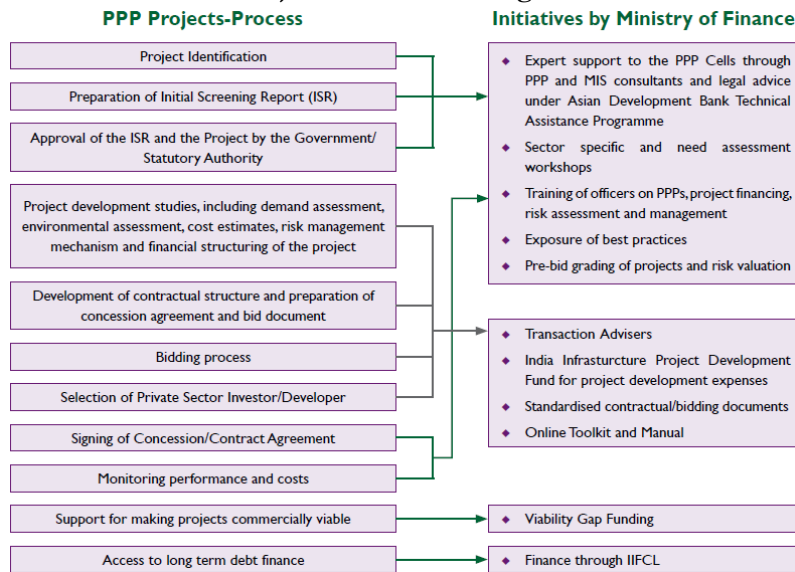 PPP Projects-Process
Project Identification
Preparation of Initial Screening Report (ISR)
Approval of the ISR and the Project by the Government/
Statutory Authority
Project development studies, including demand assessment,
environmental assessment, cost estimates, risk management
mechanism and financial structuring of the project
Development of contractual structure and preparation of
concession agreement and bid document
Bidding process
Selection of Private Sector Investor/Developer
Signing of Concession/Contract Agreement
Monitoring performance and costs
Support for making projects commercially viable
Access to long term debt finance
Initiatives by Ministry of Finance
Expert support to the PPP Cells through
PPP and MIS consultants and legal advice
under Asian Development Bank Technical
Assistance Programme
Sector specific and need assessment
workshops
Training of officers on PPPs, project financing,
risk assessment and management
Exposure of best practices
Pre-bid grading of projects and risk valuation
Transaction Advisers
India Infrasturcture Project Development
Fund for project development expenses
Standardised contractual/bidding documents
Online Toolkit and Manual
Viability Gap Funding
Finance through IIFCL